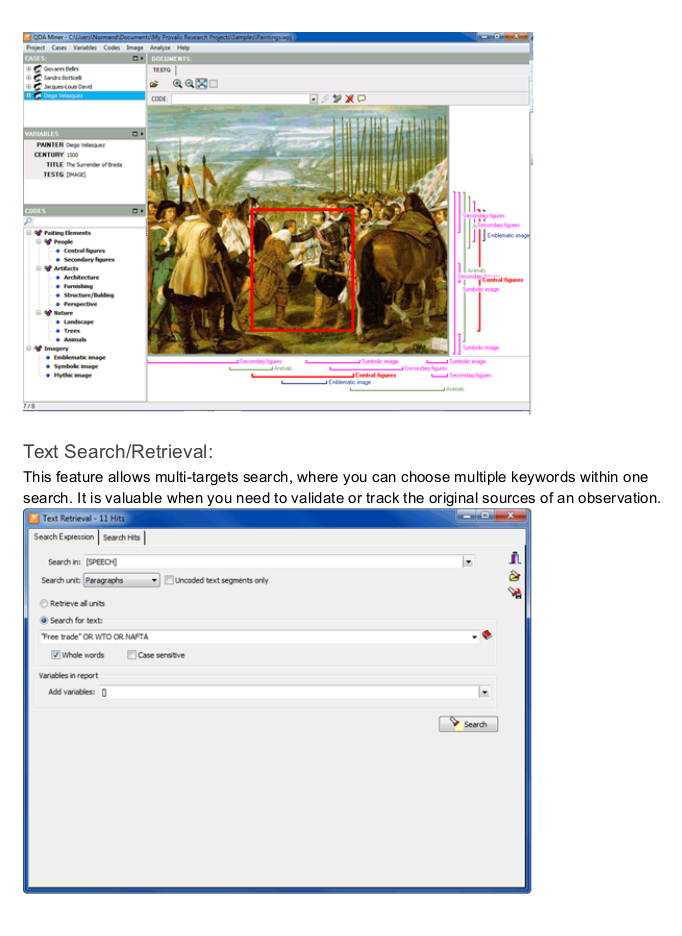 QDA Miner - C:\Users\Normand\Documents\My Provalis Research Projects\Samples\Paintings.wpj
Project Cases Variables Codes Image Analyze Help
CASES:
Giovanni Bellini
Sandro Botticelli
Jacques-Louis David
Diego Velasquez
VARIABLES
PAINTER Diego Velasquez
CENTURY 1500
TITLE The Surrender of Breda
TESTG [IMAGE]
CODES
Paiting Elements
People
Central figures
Secondary figures
Artifacts
Architecture
Furnishing
Structure/Bulding
Perspective
Nature
Landscape
Trees
Animals
Imagery
Emblematic image
Symbolic image
Mythic image
7 / 8
DOCUMENTS:
TESTG
CODE:
Secondary figures
Secondary figures
Emblematic image
Animals
Central figures
Symbolic image
Symbolic image
Secondary figures Symbolic image Symbolic image
Animals Secondary figures
Central figures Secondary figures
Emblematic image
Animals
Text Search/Retrieval:
This feature allows multi-targets search, where you can choose multiple keywords within one
search. It is valuable when you need to validate or track the original sources of an observation.
Text Retrieval - 11 Hits
Search Expression Search Hits
Search in: [SPEECH]
Search unit: Paragraphs Uncoded text segments only
Retrieve all units
Search for text:
"Free trade" OR WTO OR NAFTA
Whole words Case sensitive
Variables in report
Add variables: []
Search